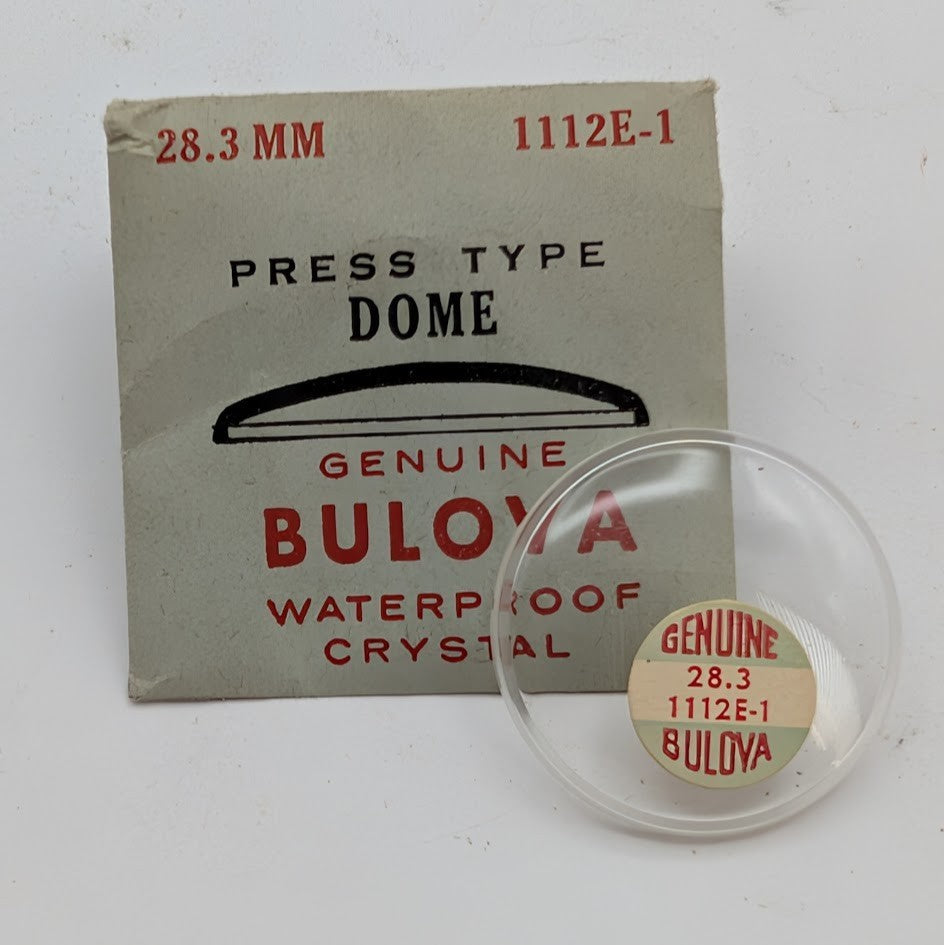 28.3 MM 1112E-1
PRESS TYPE
DOME
GENUINE
BULOVA
WATERPROOF
CRYSTAL
GENUINE
28.3
1112E-1
BULOVA